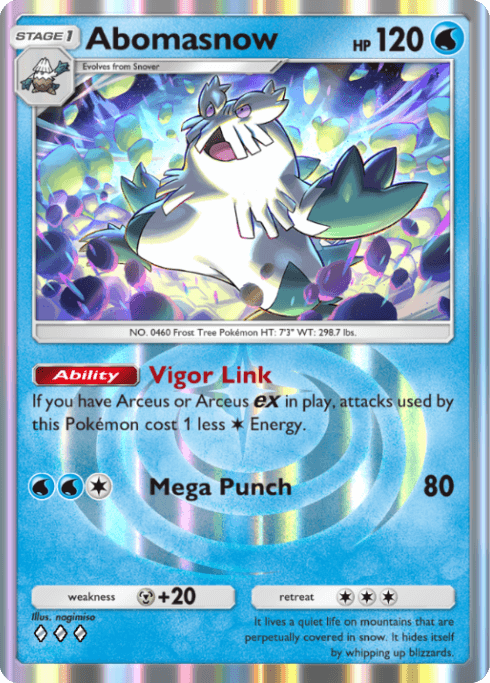 STAGE 1
Abomasnow
HP 120
Evolves from Snover
NO. 0460 Frost Tree Pokémon HT: 7'3" WT: 298.7 lbs.
Ability Vigor Link
If you have Arceus or Arceus ex in play, attacks used by
this Pokémon cost 1 less Energy.
Mega Punch 80
weakness +20
retreat
Illus. nagimiso
It lives a quiet life on mountains that are
perpetually covered in snow. It hides itself
by whipping up blizzards.